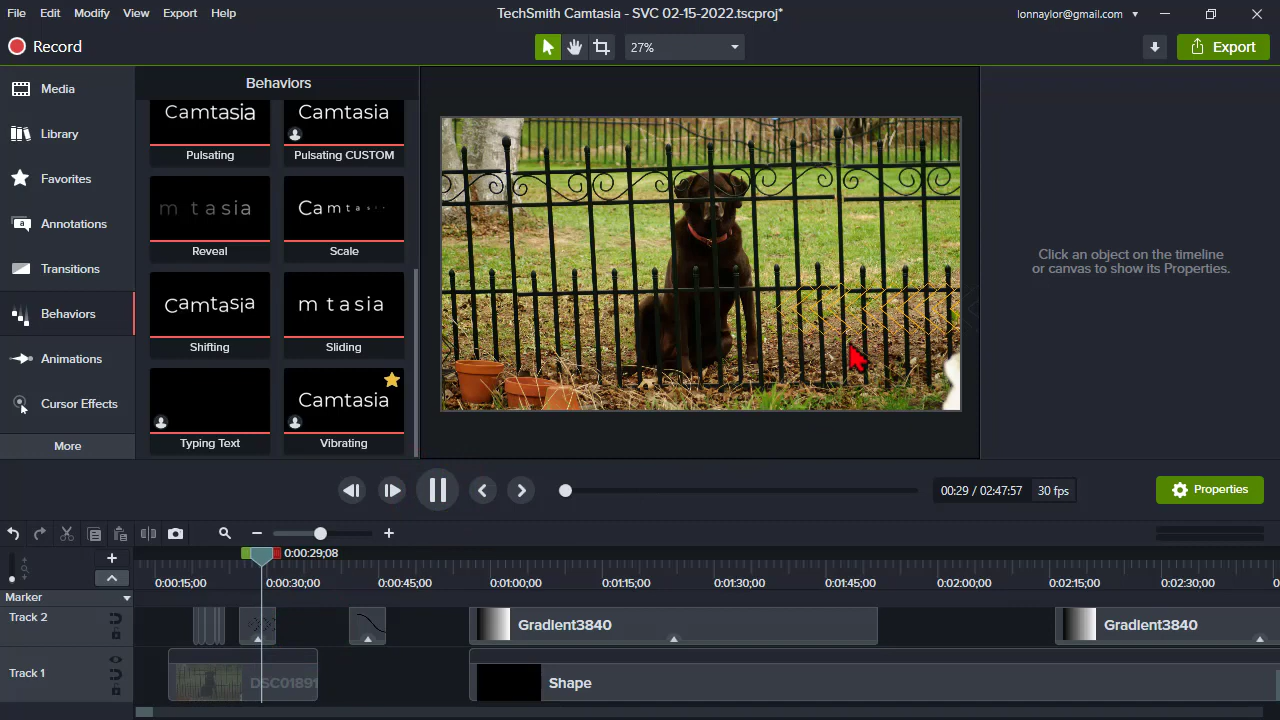 File Edit Modify View Export Help
TechSmith Camtasia - SVC 02-15-2022.tscproj*
lonnaylor@gmail.com
Record
27%
Export
Media
Library
Favorites
Annotations
Transitions
Behaviors
Animations
Cursor Effects
More
Behaviors
Camtasia
Pulsating
Camtasia
Pulsating CUSTOM
m tasia
Reveal
Camtas
Scale
Camtasia
Shifting
m tasia
Sliding
Typing Text
Camtasia
Vibrating
Click an object on the timeline
or canvas to show its Properties.
00:29 / 02:47:57
30 fps
Properties
0:00:29;08
0:00:15;00 0:00:30;00 0:00:45;00 0:01:00;00 0:01:15;00 0:01:30;00 0:01:45;00 0:02:00;00 0:02:15;00 0:02:30;00
Marker
Track 2
Gradient3840
Gradient3840
Track 1
DSC01891
Shape